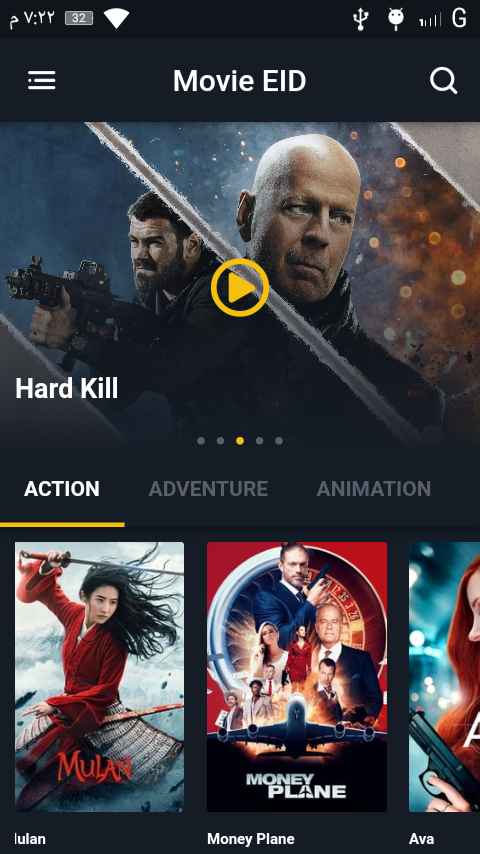 ٧:٢٢ م
32
G
Movie EID
Hard Kill
ACTION
ADVENTURE
ANIMATION
MULAN
MONEY
PLANE
A
lulan
Money Plane
Ava